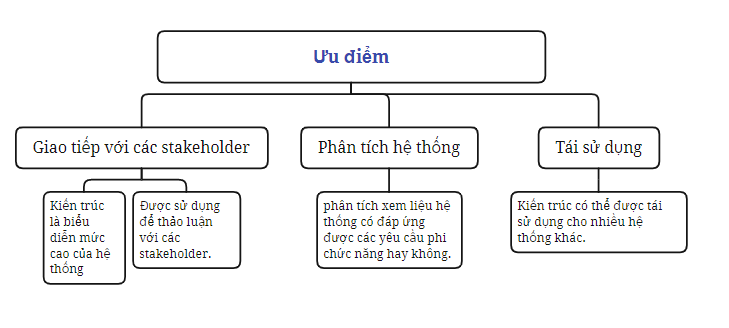 Ưu điểm
Giao tiếp với các stakeholder
Phân tích hệ thống
Tái sử dụng
Kiến trúc
là biểu
diễn mức
cao của hệ
thống
Được sử dụng
để thảo luận
với các
stakeholder.
phân tích xem liệu hệ
thống có đáp ứng
được các yêu cầu phi
chức năng hay không.
Kiến trúc có thể được tái
sử dụng cho nhiều hệ
thống khác.